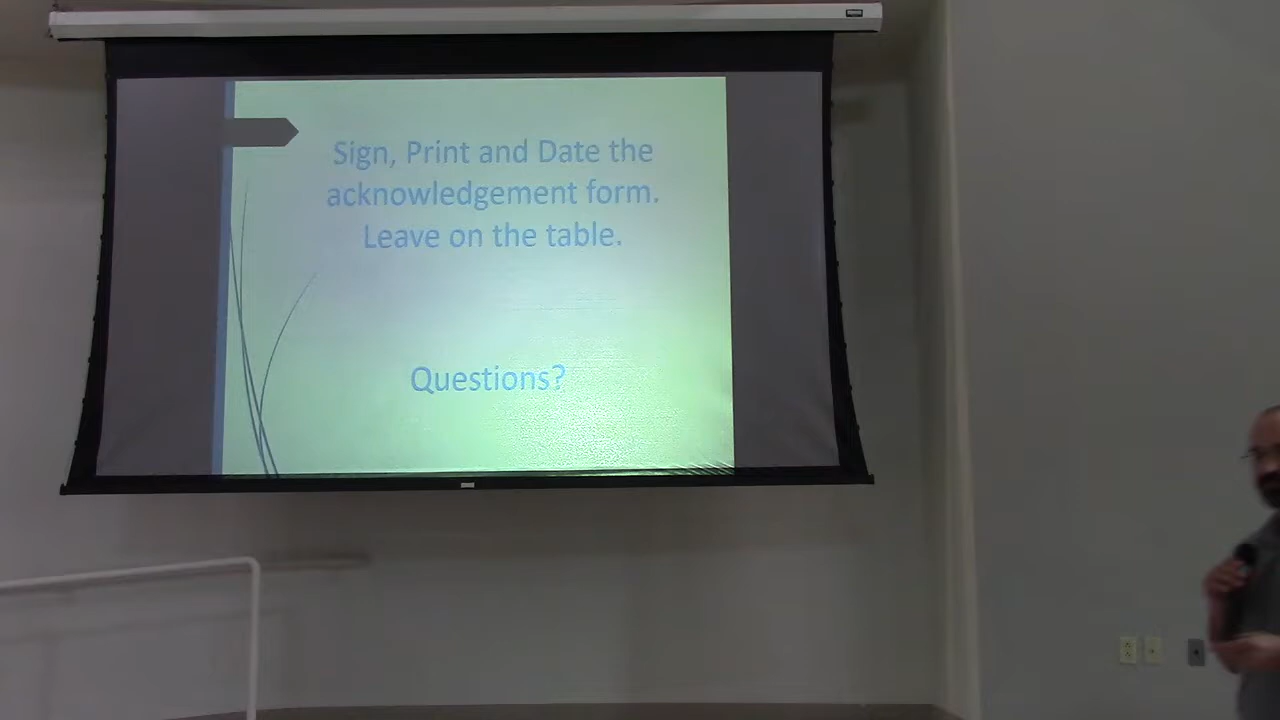 Sign, Print and Date the
acknowledgement form.
Leave on the table.
Questions?